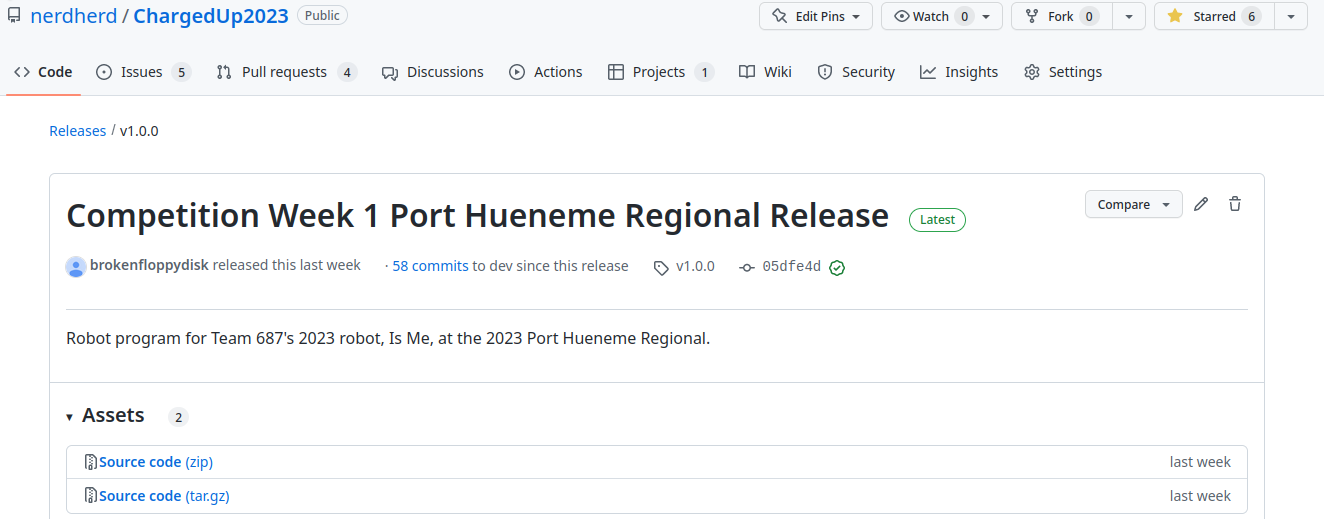 nerdherd / ChargedUp2023 Public Edit Pins Watch 0 Fork 0 Starred 6
Code Issues 5 Pull requests 4 Discussions Actions Projects 1 Wiki Security Insights Settings
Releases / v1.0.0
Competition Week 1 Port Hueneme Regional Release Latest Compare
brokenfloppydisk released this last week · 58 commits to dev since this release v1.0.0 05dfe4d
Robot program for Team 687's 2023 robot, Is Me, at the 2023 Port Hueneme Regional.
Assets 2
Source code (zip) last week
Source code (tar.gz) last week